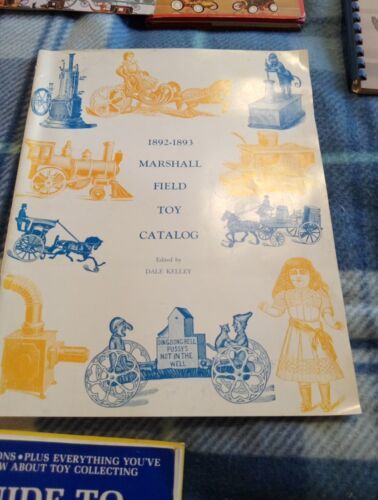 1892-1893
MARSHALL
FIELD
TOY
CATALOG
Edited by
DALE KELLEY
DING DONG BELL
PUSSY'S
NOT IN THE
WELL
ONS • PLUS EVERYTHING YOU'VE
W ABOUT TOY COLLECTING
UIDE TO